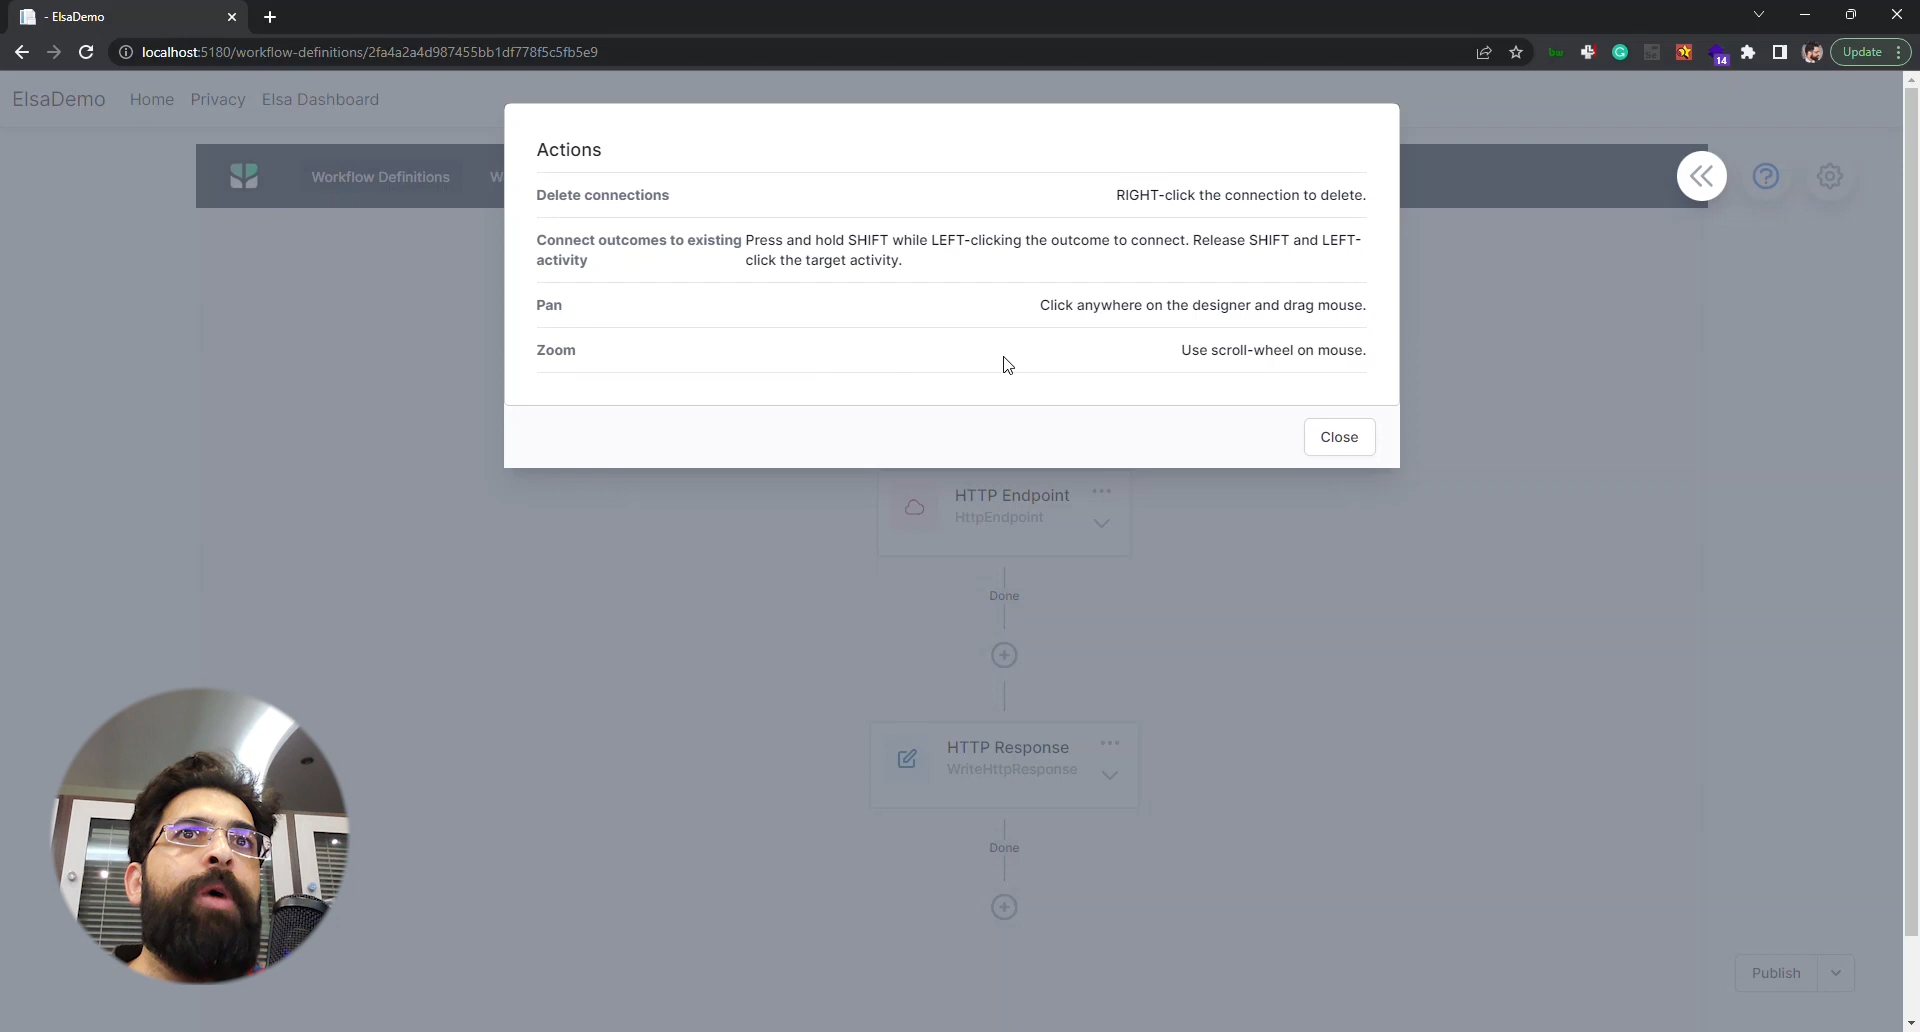 - ElsaDemo
localhost:5180/workflow-definitions/2fa4a2a4d987455bb1df778f5c5fb5e9
14
Update
ElsaDemo Home Privacy Elsa Dashboard
Workflow Definitions W
Actions
Delete connections RIGHT-click the connection to delete.
Connect outcomes to existing Press and hold SHIFT while LEFT-clicking the outcome to connect. Release SHIFT and LEFT-
activity click the target activity.
Pan Click anywhere on the designer and drag mouse.
Zoom Use scroll-wheel on mouse.
Close
HTTP Endpoint
HttpEndpoint
Done
HTTP Response
WriteHttpResponse
Done
Publish